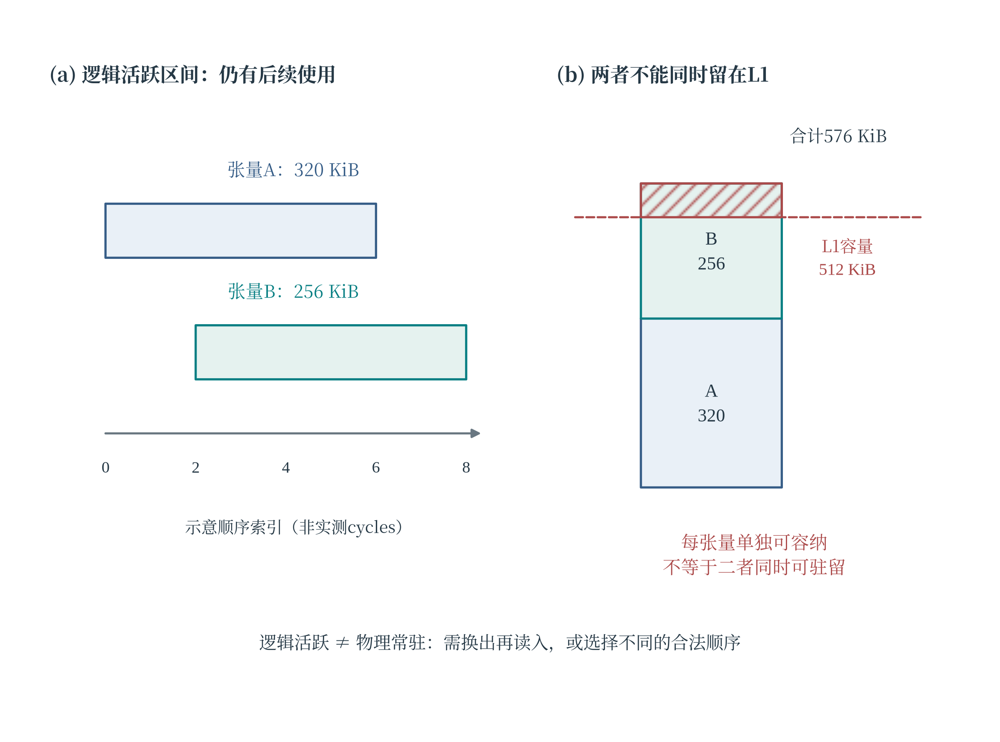 (a) 逻辑活跃区间：仍有后续使用
张量A：320 KiB
张量B：256 KiB
0 2 4 6 8
示意顺序索引（非实测cycles）
(b) 两者不能同时留在L1
合计576 KiB
B
256
L1容量
512 KiB
A
320
每张量单独可容纳
不等于二者同时可驻留
逻辑活跃 ≠ 物理常驻：需换出再读入，或选择不同的合法顺序